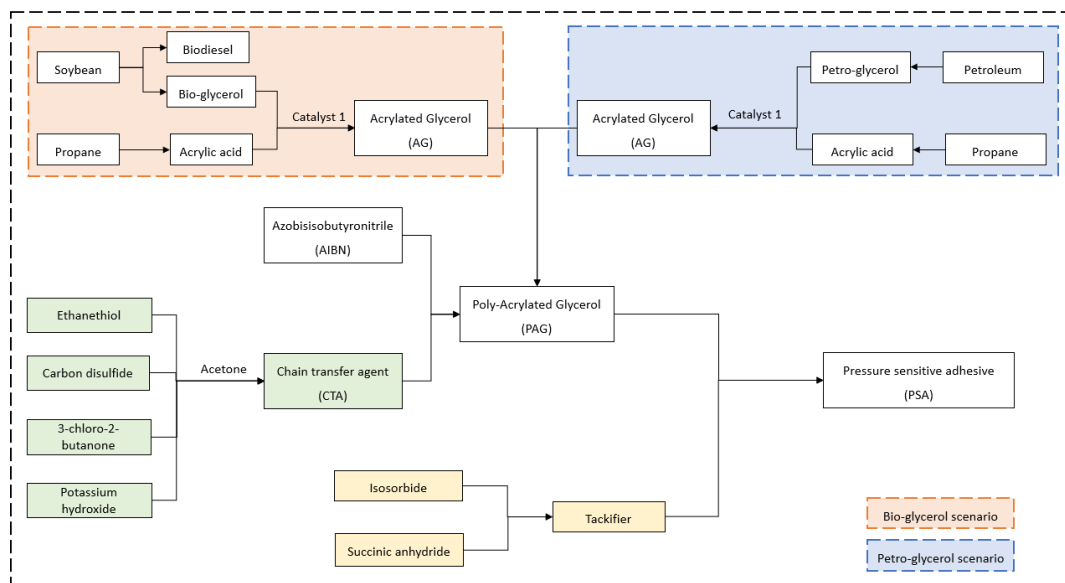 Biodiesel
Soybean
Bio-glycerol
Catalyst 1
Acrylated Glycerol
(AG)
Propane
Acrylic acid
Acrylated Glycerol
(AG)
Catalyst 1
Petro-glycerol
Petroleum
Acrylic acid
Propane
Azobisisobutyronitrile
(AIBN)
Ethanethiol
Carbon disulfide
3-chloro-2-
butanone
Potassium
hydroxide
Acetone
Chain transfer agent
(CTA)
Poly-Acrylated Glycerol
(PAG)
Pressure sensitive adhesive
(PSA)
Isosorbide
Succinic anhydride
Tackifier
Bio-glycerol scenario
Petro-glycerol scenario